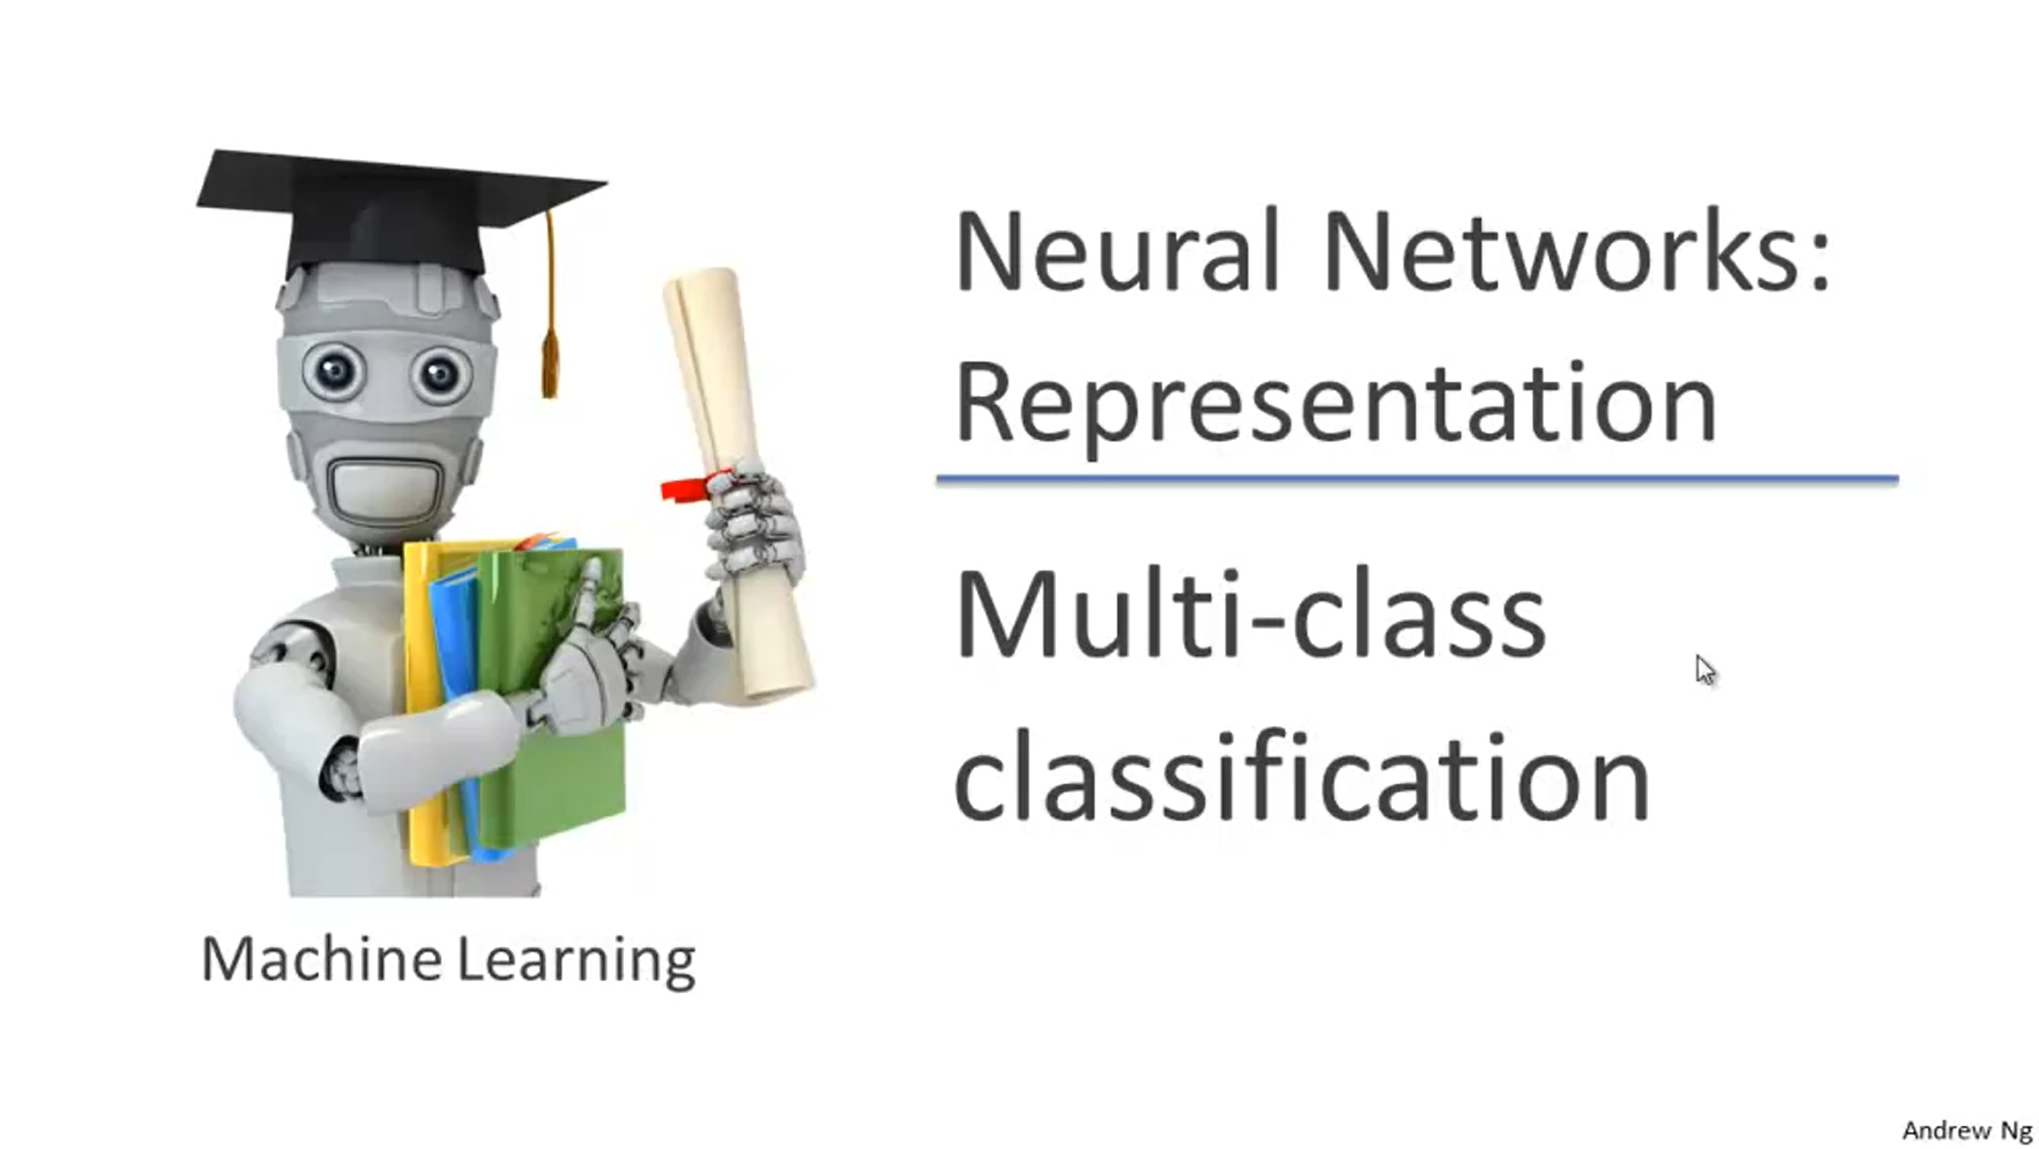 Neural Networks:
Representation
Multi-class
classification
Machine Learning
Andrew Ng